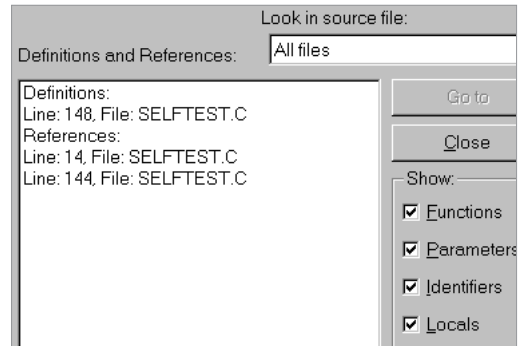 Look in source file:
Definitions and References:
All files
Definitions:
Line: 148, File: SELFTEST.C
References:
Line: 14, File: SELFTEST.C
Line: 144, File: SELFTEST.C
Go to
Close
Show:
Functions
Parameters
Identifiers
Locals